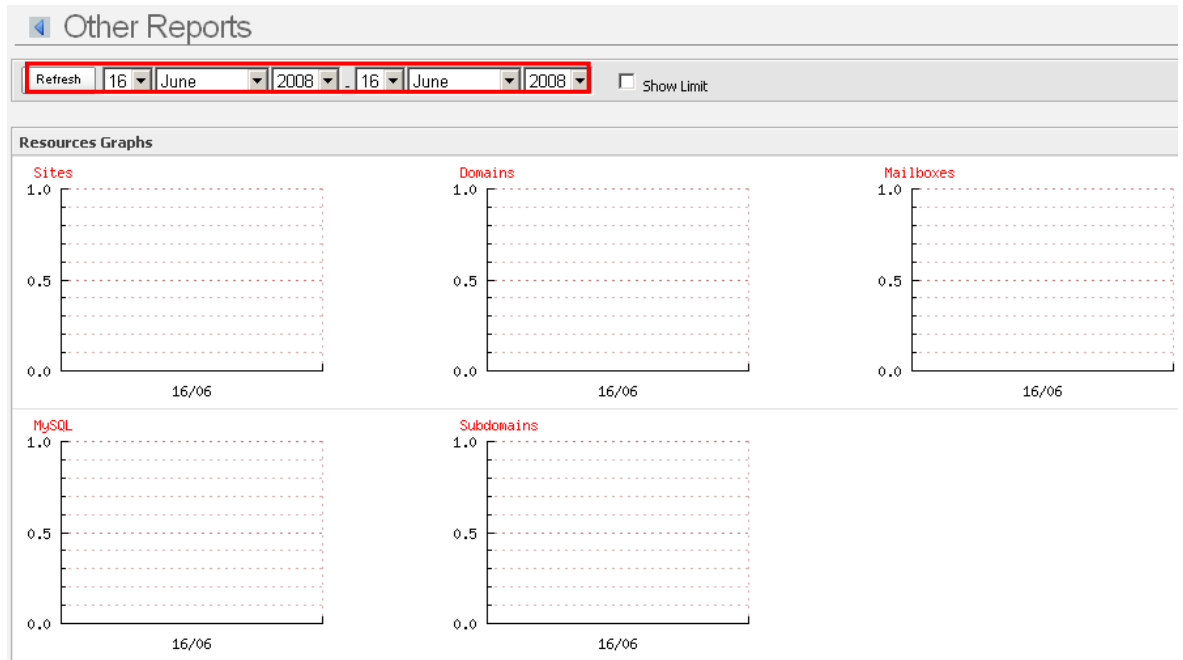 Other Reports
Refresh 16 June 2008 - 16 June 2008 Show Limit
Resources Graphs
Sites Domains Mailboxes
1.0 1.0 1.0
0.5 0.5 0.5
0.0 0.0 0.0
16/06 16/06 16/06
MySQL Subdomains
1.0 1.0
0.5 0.5
0.0 0.0
16/06 16/06